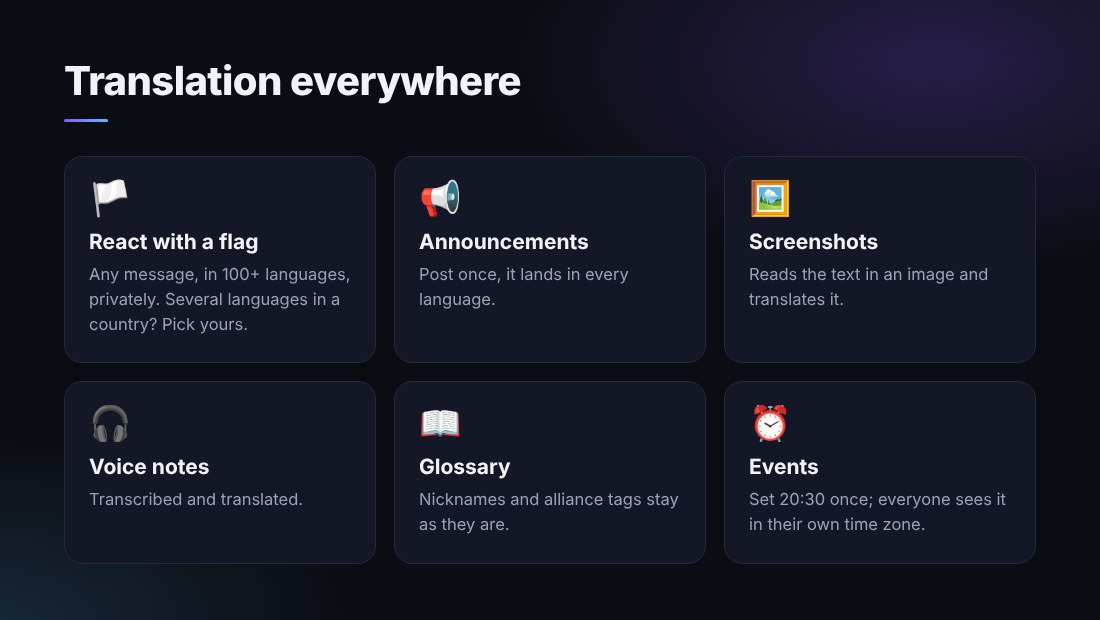 Translation everywhere
React with a flag
Any message, in 100+ languages,
privately. Several languages in a
country? Pick yours.
Announcements
Post once, it lands in every
language.
Screenshots
Reads the text in an image and
translates it.
Voice notes
Transcribed and translated.
Glossary
Nicknames and alliance tags stay
as they are.
Events
Set 20:30 once; everyone sees it
in their own time zone.